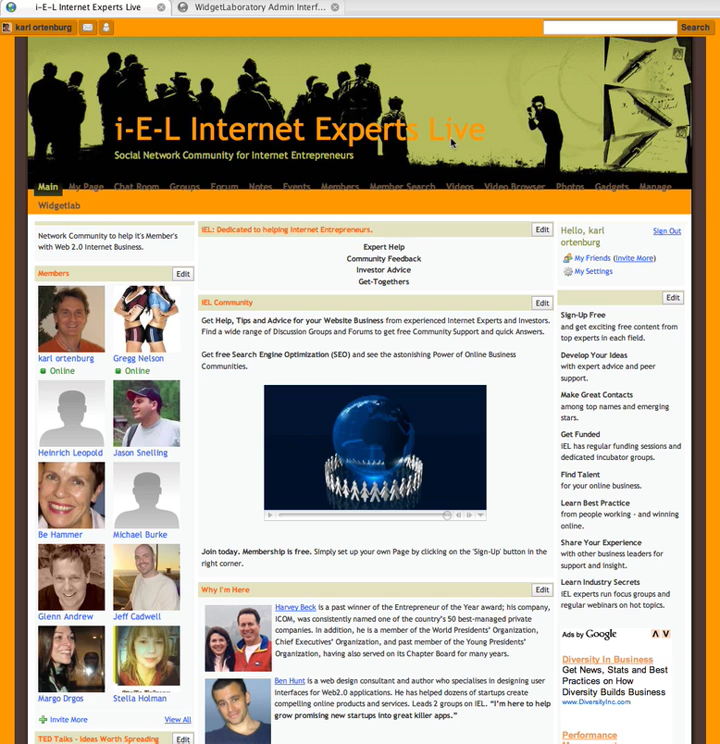 i-E-L Internet Experts Live
WidgetLaboratory Admin Interf...
karl ortenburg
Search
i-E-L Internet Experts Live
Social Network Community for Internet Entrepreneurs
Main My Page Chat Room Groups Forum Notes Events Members Member Search Videos Video Browser Photos Gadgets Manage
Widgetlab
Network Community to help it's Member's
with Web 2.0 Internet Business.
Members Edit
karl ortenburg Gregg Nelson
Online Online
Heinrich Leopold Jason Snelling
Be Hammer Michael Burke
Glenn Andrew Jeff Cadwell
Margo Drgos Stella Holman
Invite More View All
TED Talks - Ideas Worth Spreading Edit
IEL: Dedicated to helping Internet Entrepreneurs. Edit
Expert Help
Community Feedback
Investor Advice
Get-Togethers
IEL Community Edit
Get Help, Tips and Advice for your Website Business from experienced Internet Experts and Investors.
Find a wide range of Discussion Groups and Forums to get free Community Support and quick Answers.
Get free Search Engine Optimization (SEO) and see the astonishing Power of Online Business
Communities.
Join today. Membership is free. Simply set up your own Page by clicking on the 'Sign-Up' button in the
right corner.
Why I'm Here Edit
Harvey Beck is a past winner of the Entrepreneur of the Year award; his company,
ICOM, was consistently named one of the country's 50 best-managed private
companies. In addition, he is a member of the World Presidents' Organization,
Chief Executives' Organization, and past member of the Young Presidents'
Organization, having also served on its Chapter Board for many years.
Ben Hunt is a web design consultant and author who specialises in designing user
interfaces for Web2.0 applications. He has helped dozens of startups create
compelling online products and services. Leads 2 groups on IEL. "I'm here to help
grow promising new startups into great killer apps."
Hello, karl
ortenburg
Sign Out
My Friends (Invite More)
My Settings
Edit
Sign-Up Free
and get exciting free content from
top experts in each field.
Develop Your Ideas
with expert advice and peer
support.
Make Great Contacts
among top names and emerging
stars.
Get Funded
IEL has regular funding sessions and
dedicated incubator groups.
Find Talent
for your online business.
Learn Best Practice
from people working - and winning
online.
Share Your Experience
with other business leaders for
support and insight.
Learn Industry Secrets
IEL experts run focus groups and
regular webinars on hot topics.
Ads by Google
Diversity In Business
Get News, Stats and Best
Practices on How
Diversity Builds Business
www.DiversityInc.com
Performance